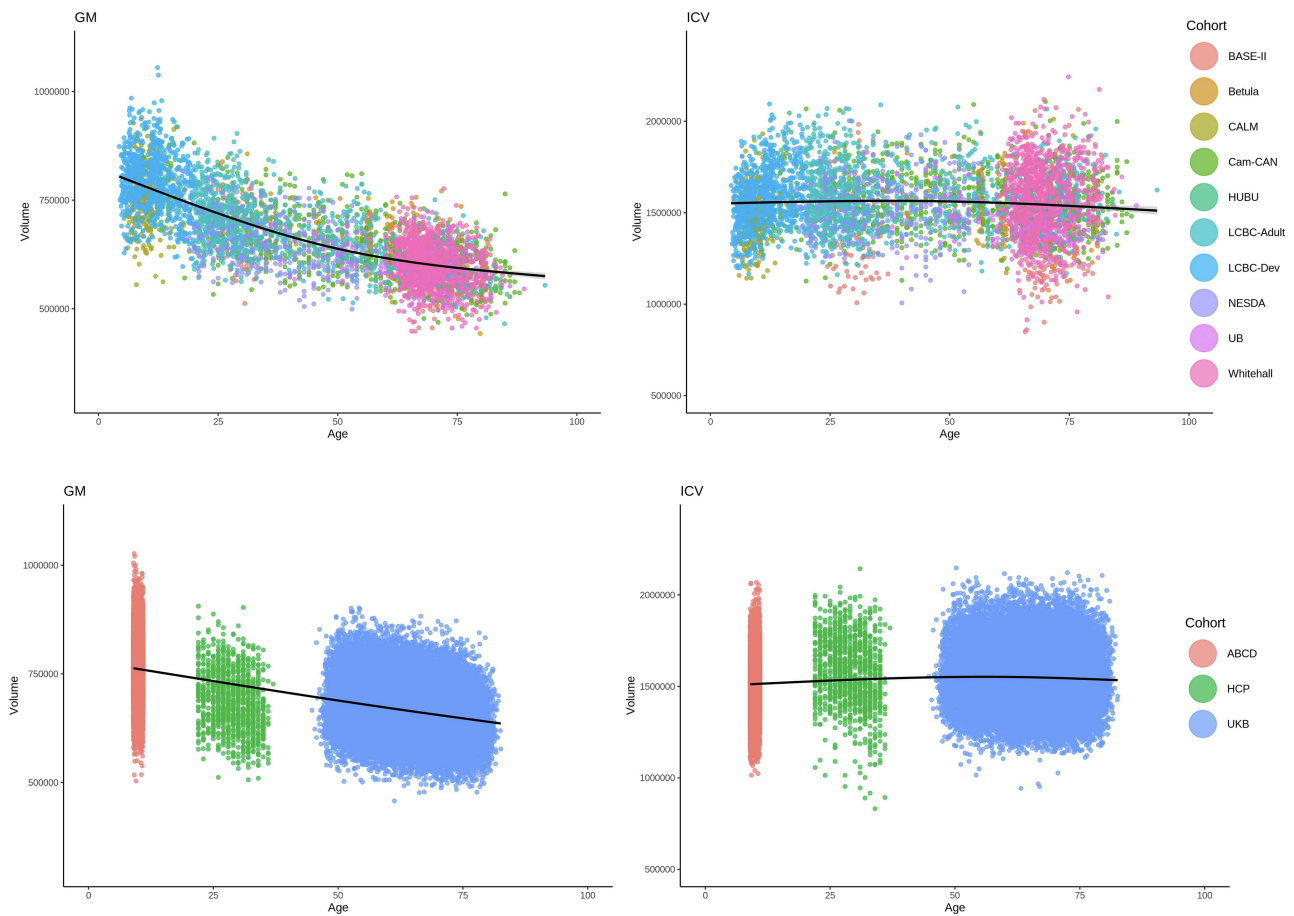 GM
1000000
750000
500000
Volume
0
25
50
75
100
Age
ICV
2000000
1500000
1000000
500000
Volume
0
25
50
75
100
Age
Cohort
BASE-II
Betula
CALM
Cam-CAN
HUBU
LCBC-Adult
LCBC-Dev
NESDA
UB
Whitehall
GM
1000000
750000
500000
Volume
0
25
50
75
100
Age
ICV
2000000
1500000
1000000
500000
Volume
0
25
50
75
100
Age
Cohort
ABCD
HCP
UKB